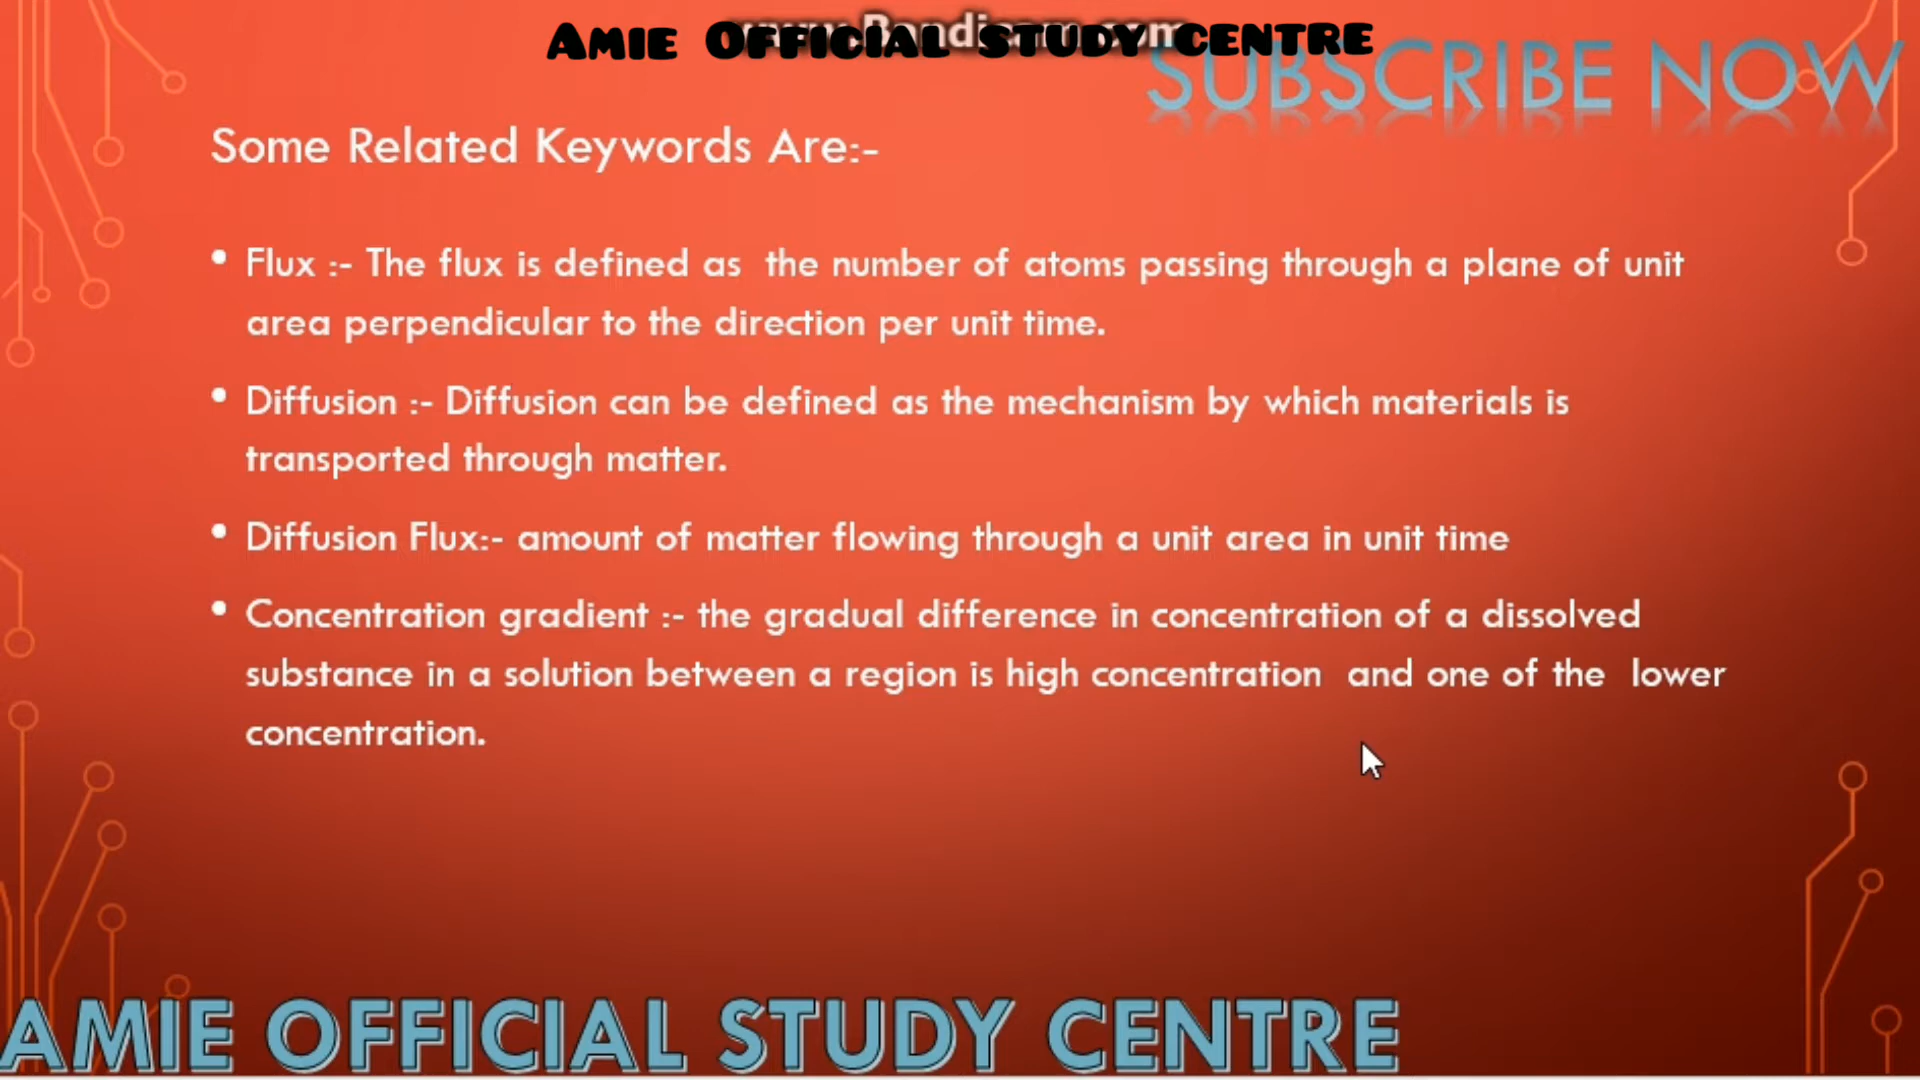 www.Bandicam.com
Amie Official study centre
SUBSCRIBE NOW
Some Related Keywords Are:-
• Flux :- The flux is defined as the number of atoms passing through a plane of unit
area perpendicular to the direction per unit time.
• Diffusion :- Diffusion can be defined as the mechanism by which materials is
transported through matter.
• Diffusion Flux:- amount of matter flowing through a unit area in unit time
• Concentration gradient :- the gradual difference in concentration of a dissolved
substance in a solution between a region is high concentration and one of the lower
concentration.
AMIE OFFICIAL STUDY CENTRE